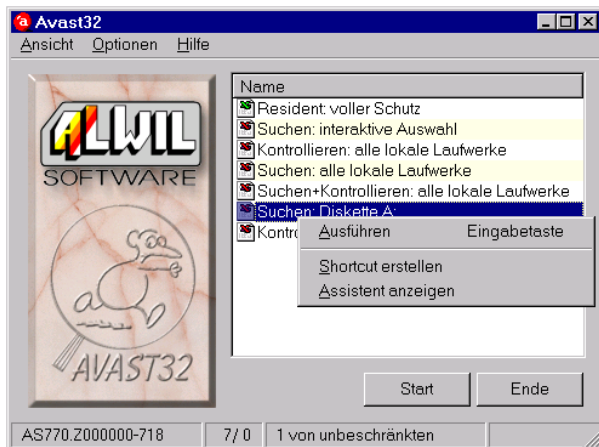 Avast32
Ansicht Optionen Hilfe
ALWIL
SOFTWARE
AVAST32
Name
Resident: voller Schutz
Suchen: interaktive Auswahl
Kontrollieren: alle lokale Laufwerke
Suchen: alle lokale Laufwerke
Suchen+Kontrollieren: alle lokale Laufwerke
Suchen: Diskette A:
Ausführen Eingabetaste
Shortcut erstellen
Assistent anzeigen
Start Ende
AS770.Z000000-718 7/ 0 1 von unbeschränkten